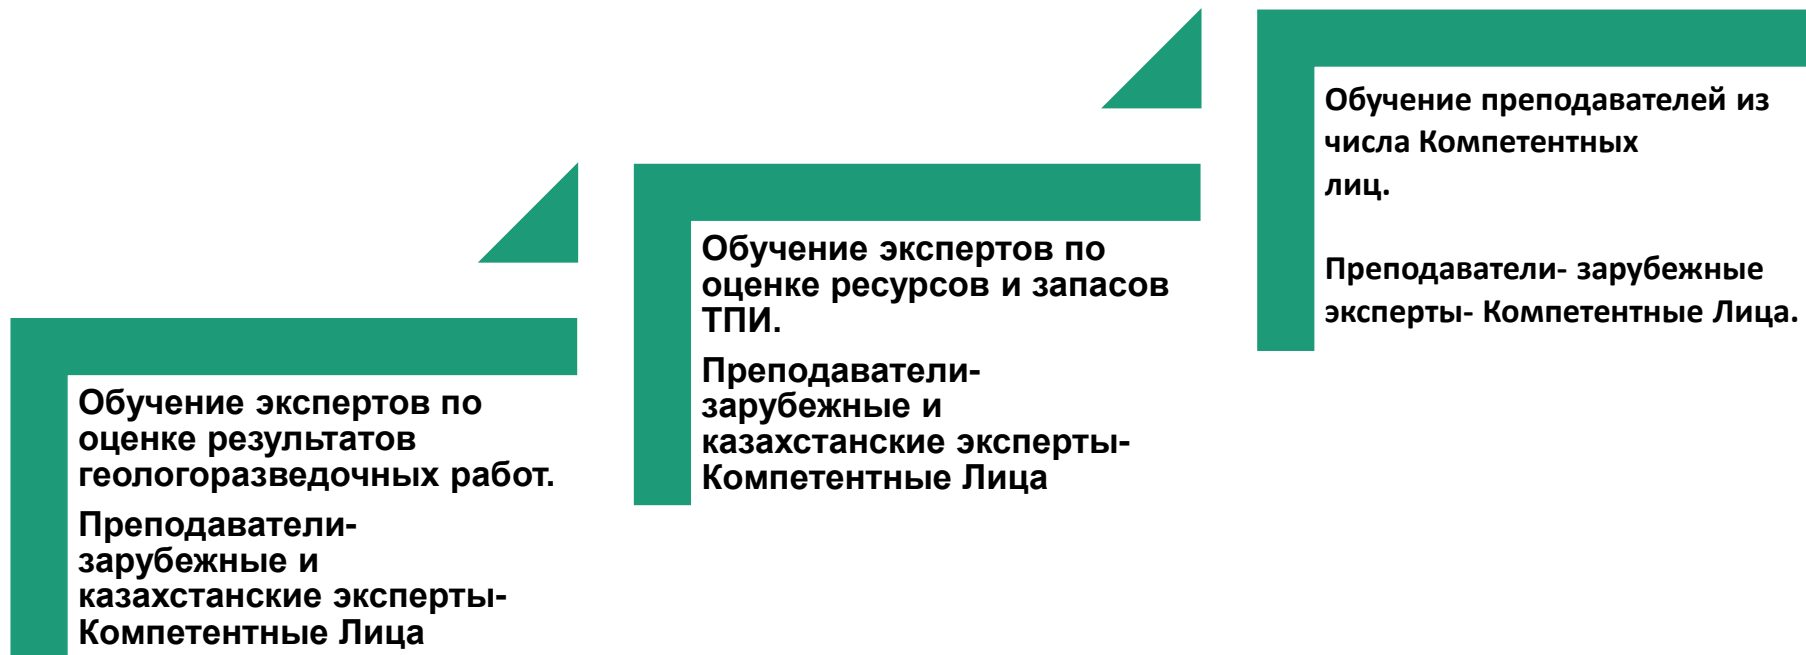 Обучение экспертов по
оценке результатов
геологоразведочных работ.
Преподаватели-
зарубежные и
казахстанские эксперты-
Компетентные Лица
Обучение экспертов по
оценке ресурсов и запасов
ТПИ.
Преподаватели-
зарубежные и
казахстанские эксперты-
Компетентные Лица
Обучение преподавателей из
числа Компетентных
лиц.
Преподаватели- зарубежные
эксперты- Компетентные Лица.